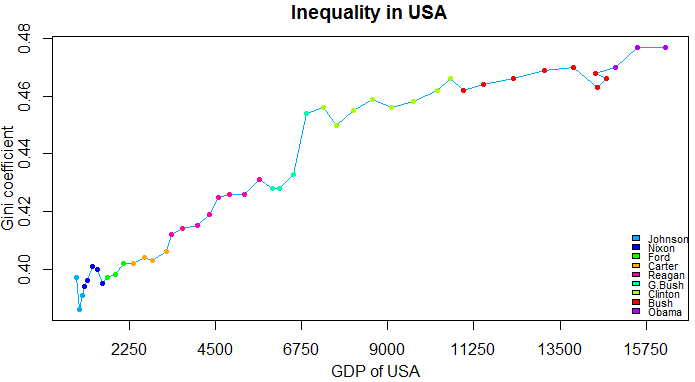 Inequality in USA
Gini coefficient
0.48
0.46
0.44
0.42
0.40
Johnson
Nixon
Ford
Carter
Reagan
G.Bush
Clinton
Bush
Obama
2250 4500 6750 9000 11250 13500 15750
GDP of USA